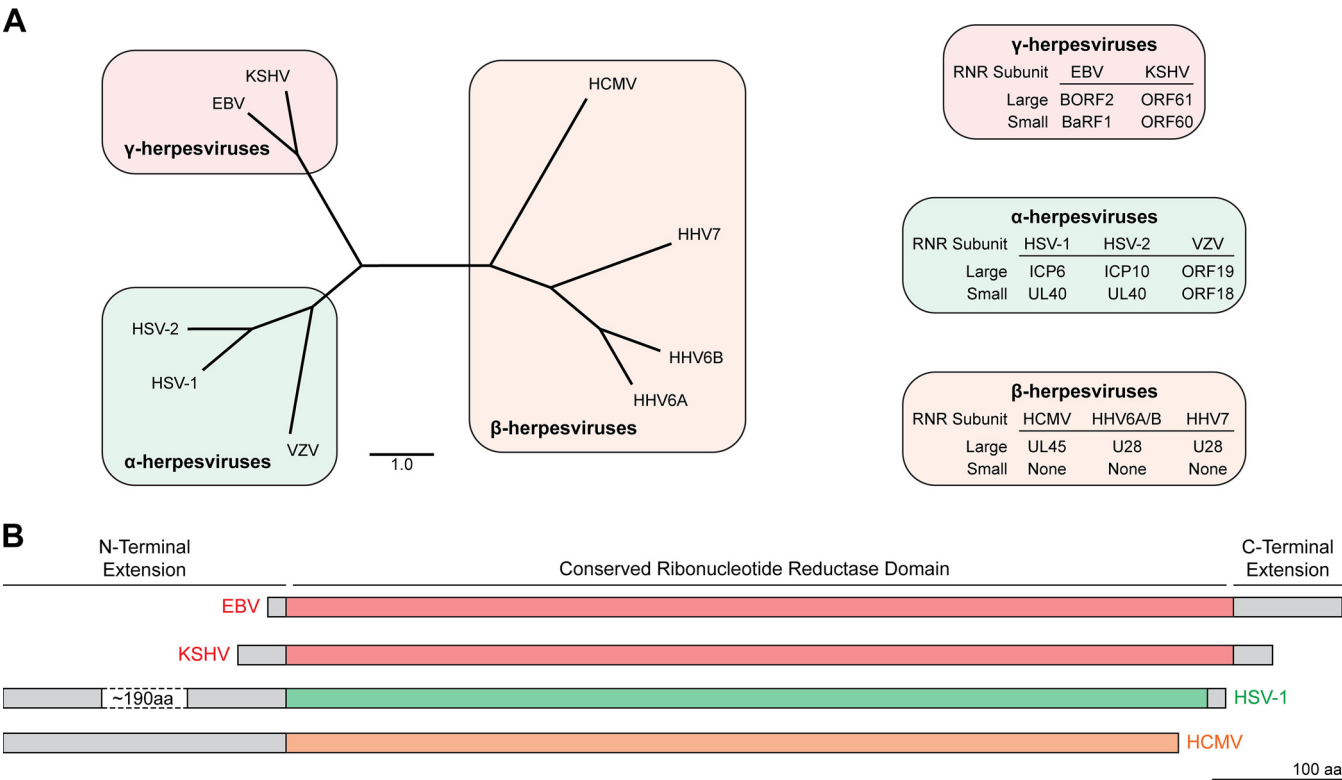 A
KSHV
EBV
γ-herpesviruses
HCMV
HHV7
HHV6B
HHV6A
β-herpesviruses
HSV-2
HSV-1
VZV
α-herpesviruses
1.0
γ-herpesviruses
RNR Subunit EBV KSHV
Large BORF2 ORF61
Small BaRF1 ORF60
α-herpesviruses
RNR Subunit HSV-1 HSV-2 VZV
Large ICP6 ICP10 ORF19
Small UL40 UL40 ORF18
β-herpesviruses
RNR Subunit HCMV HHV6A/B HHV7
Large UL45 U28 U28
Small None None None
B
N-Terminal
Extension
Conserved Ribonucleotide Reductase Domain
C-Terminal
Extension
EBV
KSHV
~190aa
HSV-1
HCMV
100 aa